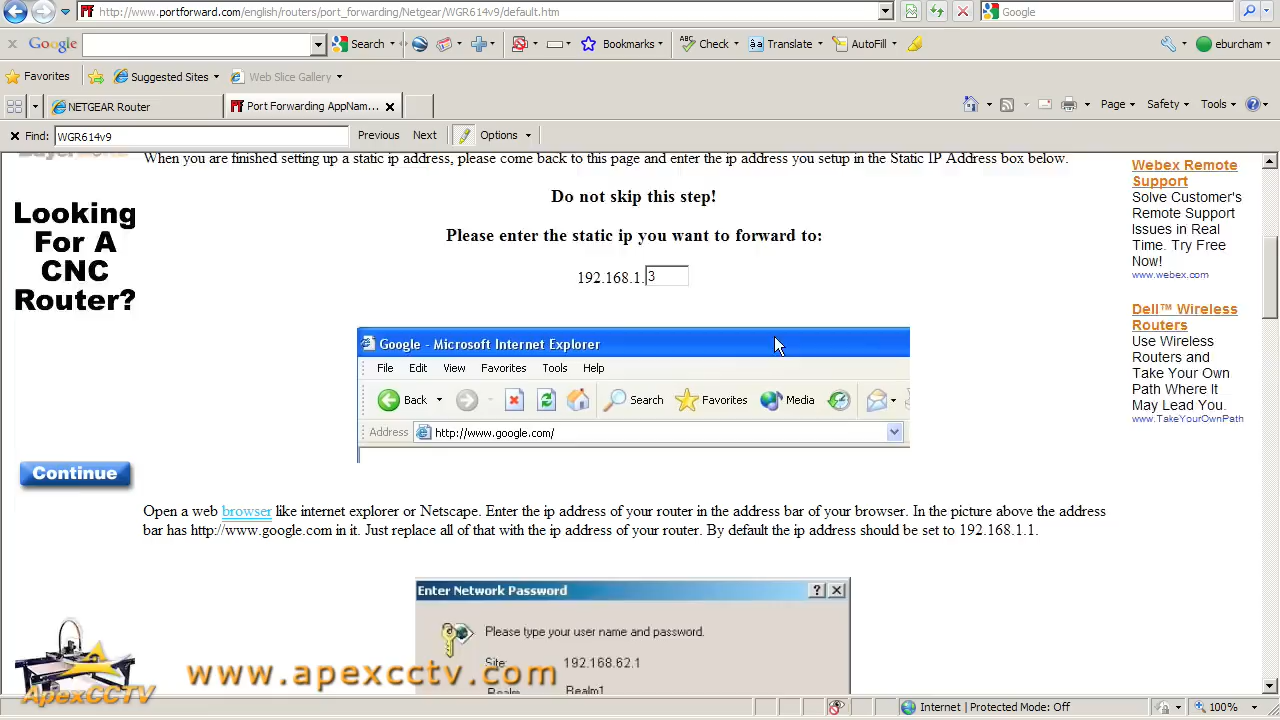 http://www.portforward.com/english/routers/port_forwarding/Netgear/WGR614v9/default.htm
Google
Google
Search
Bookmarks
ABC
Check
Translate
AutoFill
eburcham
Favorites
Suggested Sites
Web Slice Gallery
NETGEAR Router
Port Forwarding AppNam...
Page
Safety
Tools
Find:
WGR614v9
Previous
Next
Options
When you are finished setting up a static ip address, please come back to this page and enter the ip address you setup in the Static IP Address box below.
Do not skip this step!
Please enter the static ip you want to forward to:
192.168.1.
3
Looking
For A
CNC
Router?
Continue
Webex Remote
Support
Solve Customer's
Remote Support
Issues in Real
Time. Try Free
Now!
www.webex.com
Dell™ Wireless
Routers
Use Wireless
Routers and
Take Your Own
Path Where It
May Lead You.
www.TakeYourOwnPath
Google - Microsoft Internet Explorer
File Edit View Favorites Tools Help
Back
Search
Favorites
Media
Address
http://www.google.com/
Open a web browser like internet explorer or Netscape. Enter the ip address of your router in the address bar of your browser. In the picture above the address
bar has http://www.google.com in it. Just replace all of that with the ip address of your router. By default the ip address should be set to 192.168.1.1.
Enter Network Password
Please type your user name and password.
Site:
192.168.62.1
Realm
Realm1
ApexCCTV
www.apexcctv.com
Internet | Protected Mode: Off
100%